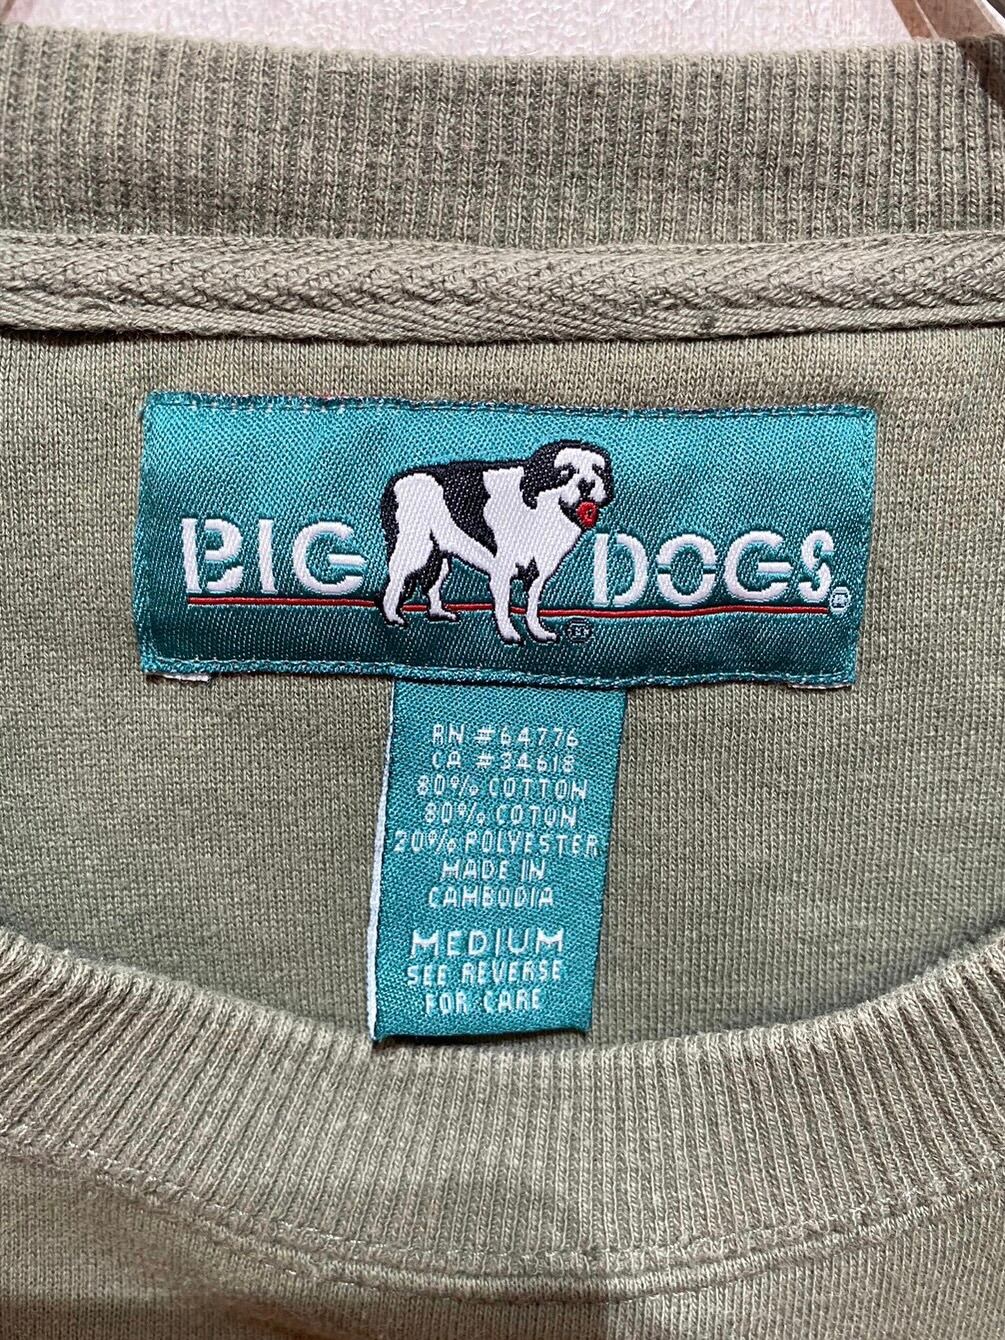 BIG DOGS®
®
RN #64776
CA #34618
80% COTTON
80% COTON
20% POLYESTER
MADE IN
CAMBODIA
MEDIUM
SEE REVERSE
FOR CARE